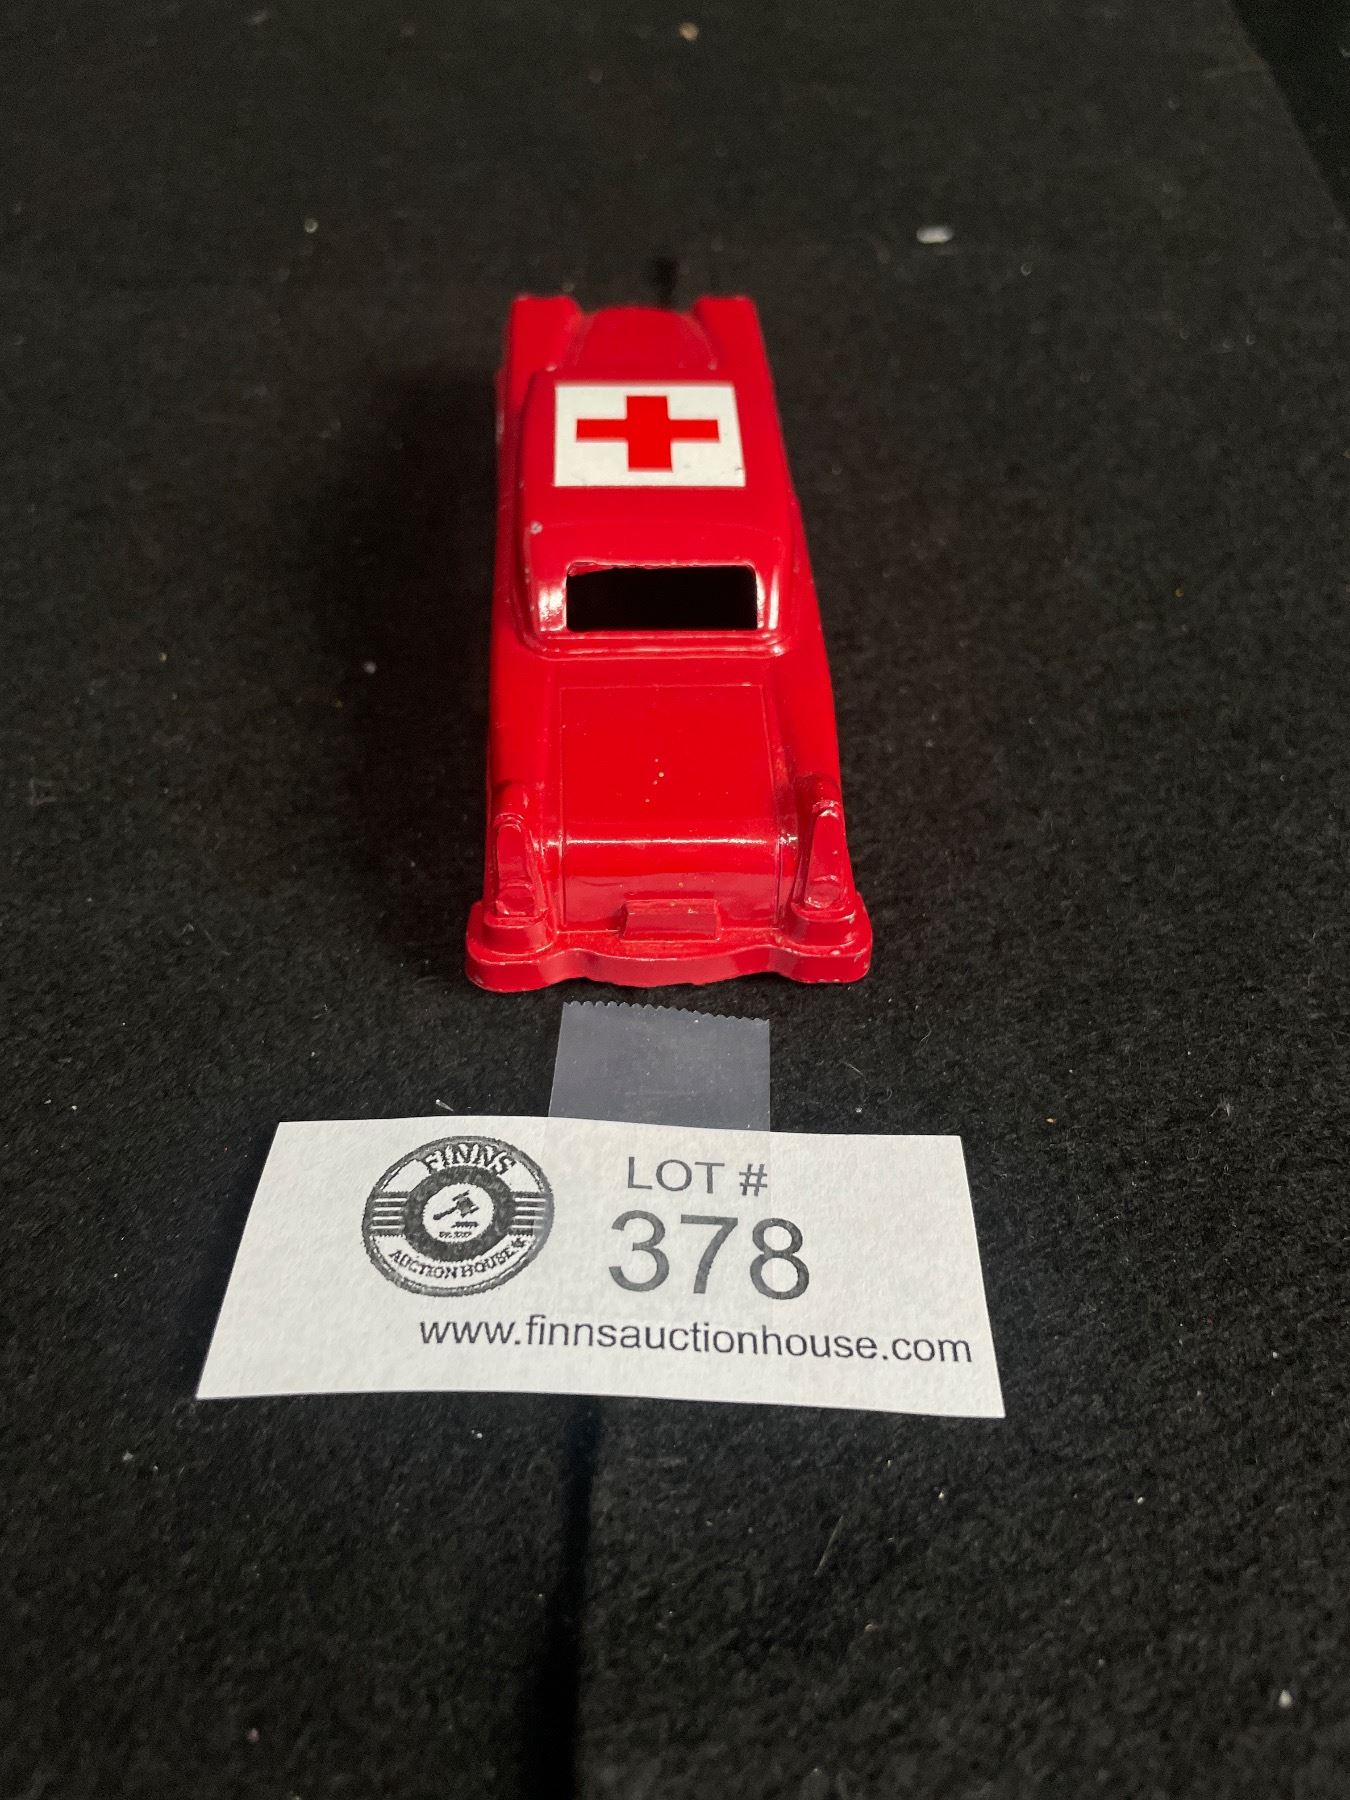 FINNS
AUCTION HOUSE
LOT #
378
www.finnsauctionhouse.com